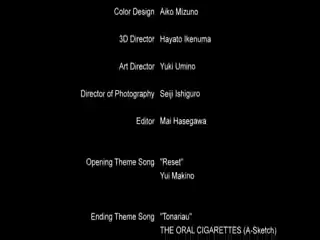 Color Design Aiko Mizuno
3D Director Hayato Ikenuma
Art Director Yuki Umino
Director of Photography Seiji Ishiguro
Editor Mai Hasegawa
Opening Theme Song "Reset"
Yui Makino
Ending Theme Song "Tonariau"
THE ORAL CIGARETTES (A-Sketch)